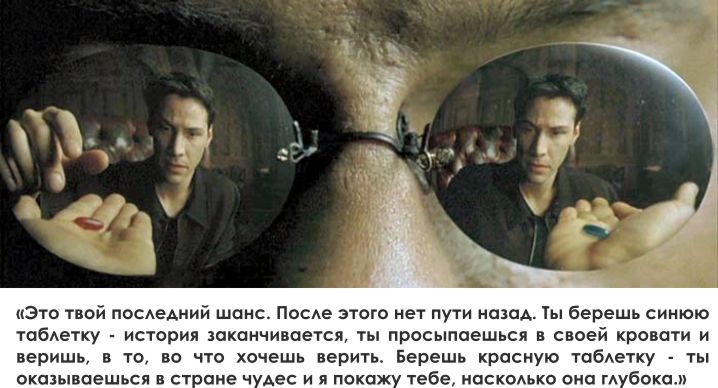 «Это твой последний шанс. После этого нет пути назад. Ты берешь синюю
таблетку - история заканчивается, ты просыпаешься в своей кровати и
веришь, в то, во что хочешь верить. Берешь красную таблетку - ты
оказываешься в стране чудес и я покажу тебе, насколько она глубока.»